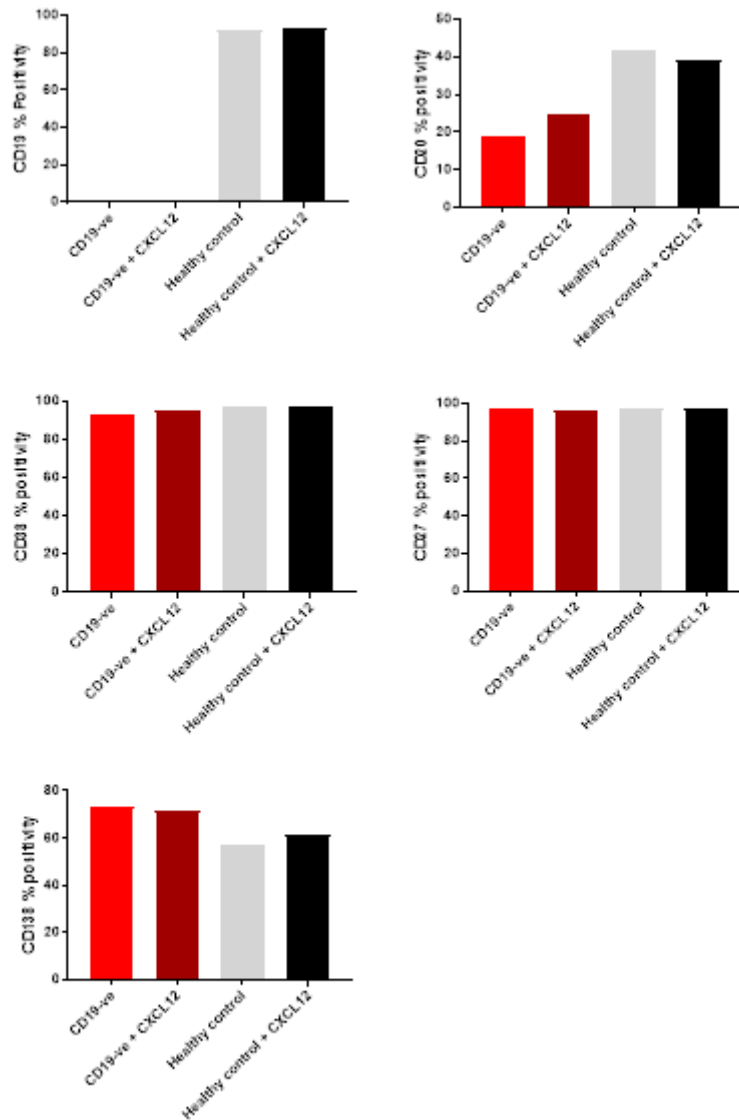 CD19 % Positivity
100
80
60
40
20
0
CD19-ve
CD19-ve + CXCL12
Healthy control
Healthy control + CXCL12
CD20 % positivity
50
40
30
20
10
0
CD19-ve
CD19-ve + CXCL12
Healthy control
Healthy control + CXCL12
CD38 % positivity
100
80
60
40
20
0
CD19-ve
CD19-ve + CXCL12
Healthy control
Healthy control + CXCL12
CD27 % positivity
100
80
60
40
20
0
CD19-ve
CD19-ve + CXCL12
Healthy control
Healthy control + CXCL12
CD138 % positivity
80
60
40
20
0
CD19-ve
CD19-ve + CXCL12
Healthy control
Healthy control + CXCL12